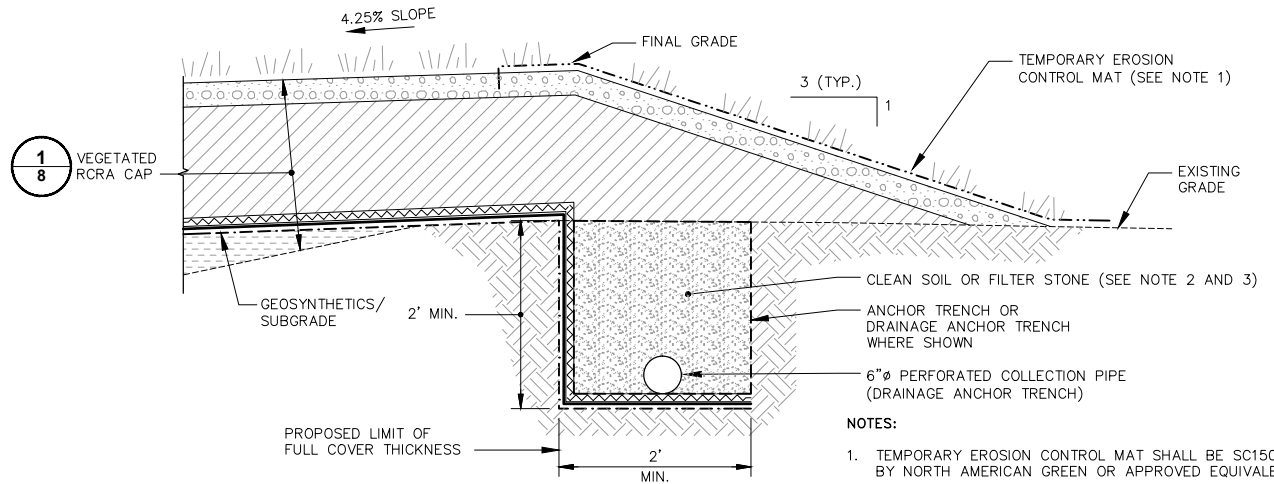 4.25% SLOPE
FINAL GRADE
TEMPORARY EROSION
CONTROL MAT (SEE NOTE 1)
3 (TYP.)
1
1
8
VEGETATED
RCRA CAP
EXISTING
GRADE
GEOSYNTHETICS/
SUBGRADE
2' MIN.
CLEAN SOIL OR FILTER STONE (SEE NOTE 2 AND 3)
ANCHOR TRENCH OR
DRAINAGE ANCHOR TRENCH
WHERE SHOWN
6"ø PERFORATED COLLECTION PIPE
(DRAINAGE ANCHOR TRENCH)
PROPOSED LIMIT OF
FULL COVER THICKNESS
2'
MIN.
NOTES:
1. TEMPORARY EROSION CONTROL MAT SHALL BE SC150
BY NORTH AMERICAN GREEN OR APPROVED